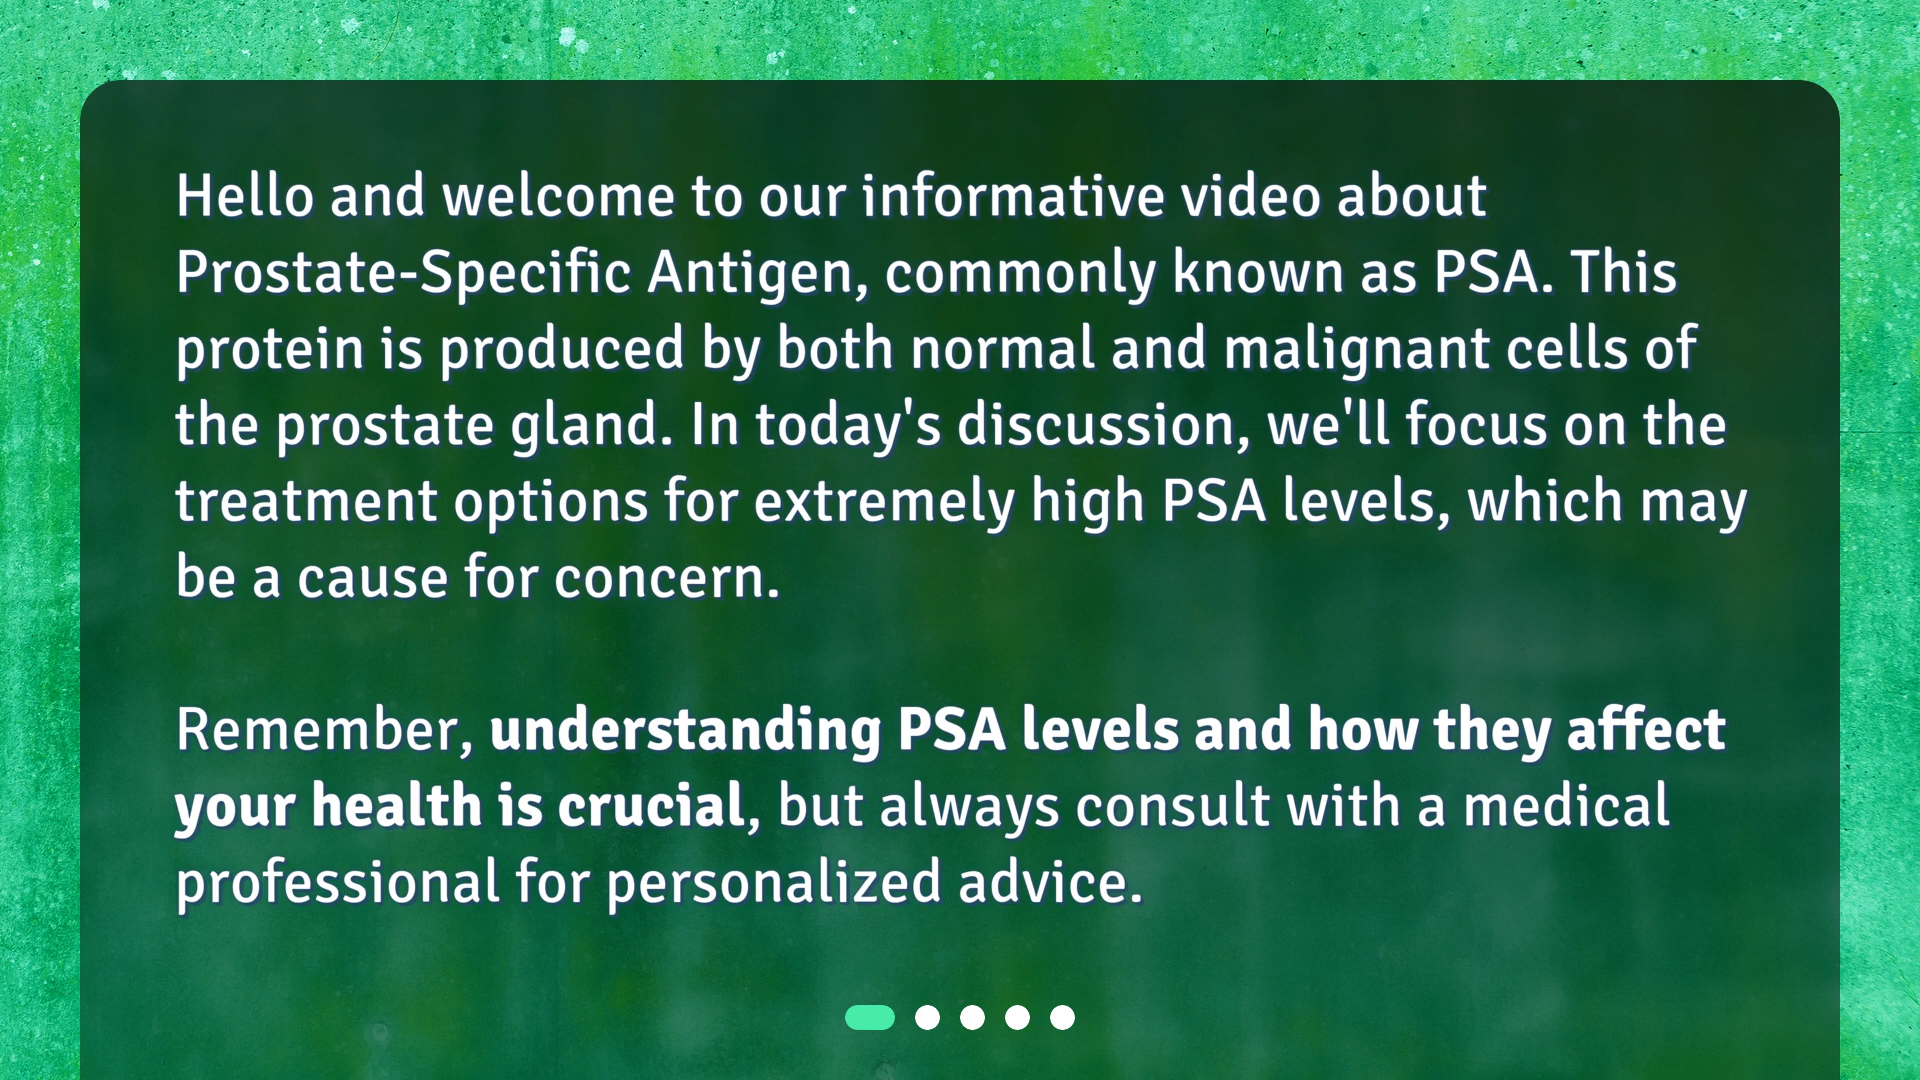 Hello and welcome to our informative video about
Prostate-Specific Antigen, commonly known as PSA. This
protein is produced by both normal and malignant cells of
the prostate gland. In today's discussion, we'll focus on the
treatment options for extremely high PSA levels, which may
be a cause for concern.
Remember, understanding PSA levels and how they affect
your health is crucial, but always consult with a medical
professional for personalized advice.